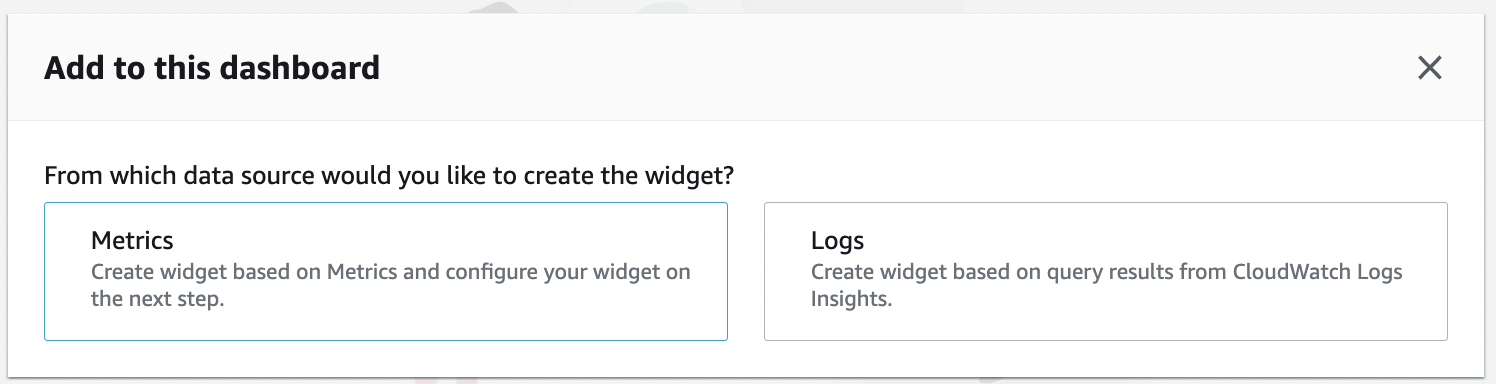 Add to this dashboard
From which data source would you like to create the widget?
Metrics
Create widget based on Metrics and configure your widget on
the next step.
Logs
Create widget based on query results from CloudWatch Logs
Insights.